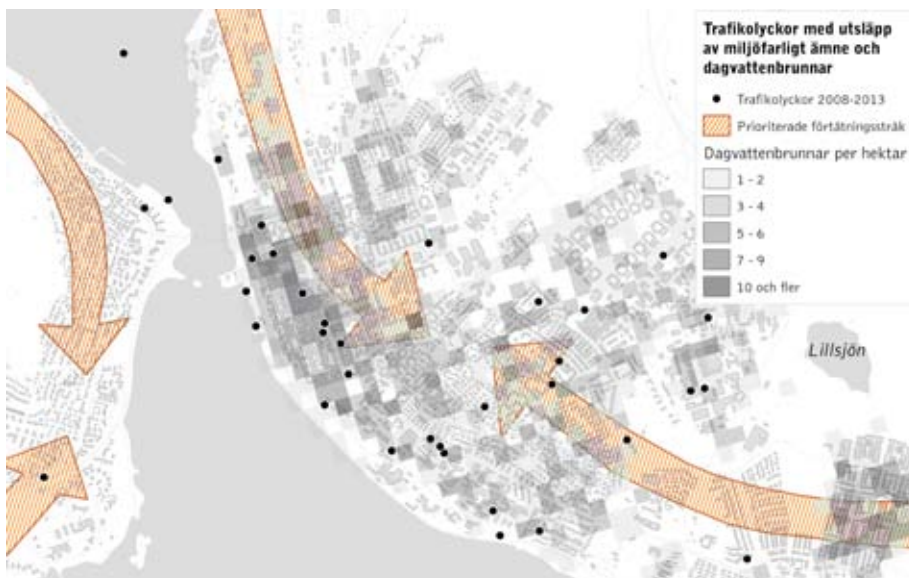 Trafikolyckor med utsläpp
av miljöfarligt ämne och
dagvattenbrunnar
Trafikolyckor 2008-2013
Prioriterade förtätningsstråk
Dagvattenbrunnar per hektar
1 - 2
3 - 4
5 - 6
7 - 9
10 och fler
Lillsjön